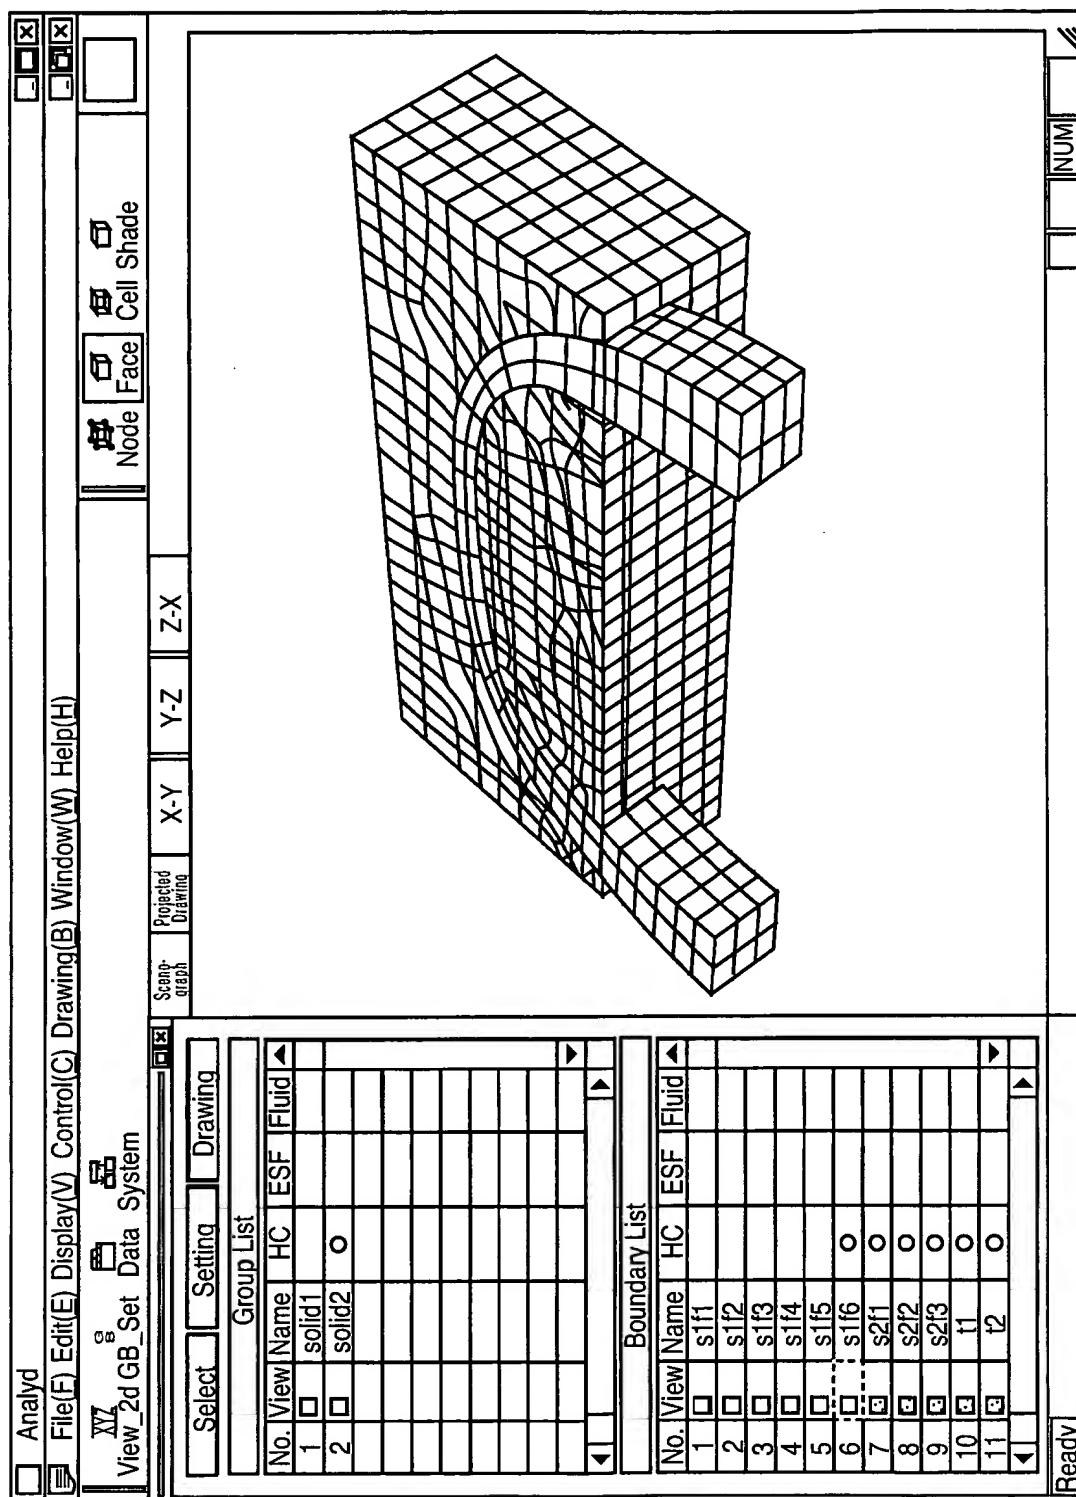 Analyd
File(F) Edit(E) Display(V) Control(C) Drawing(B) Window(W) Help(H)
XYZ
G B
View_2d GB_Set Data System
Node Face Cell Shade
Sceno-
graph
Projected
Drawing
X-Y
Y-Z
Z-X
Select Setting Drawing
Group List
No. View Name HC ESF Fluid
1 solid1
2 solid2 O
Boundary List
No. View Name HC ESF Fluid
1 s1f1
2 s1f2
3 s1f3
4 s1f4
5 s1f5
6 s1f6 O
7 s2f1 O
8 s2f2 O
9 s2f3 O
10 t1 O
11 t2 O
Ready
NUM